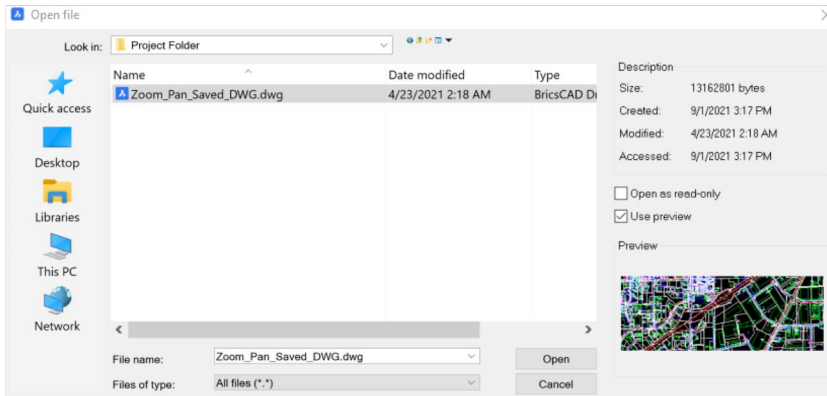 Open file
Look in: Project Folder
Name Date modified Type
Zoom_Pan_Saved_DWG.dwg 4/23/2021 2:18 AM BricsCAD
Quick access
Desktop
Libraries
This PC
Network
File name: Zoom_Pan_Saved_DWG.dwg Open
Files of type: All files (*.*) Cancel
Description
Size: 13162801 bytes
Created: 9/1/2021 3:17 PM
Modified: 4/23/2021 2:18 AM
Accessed: 9/1/2021 3:17 PM
Open as read-only
Use preview
Preview